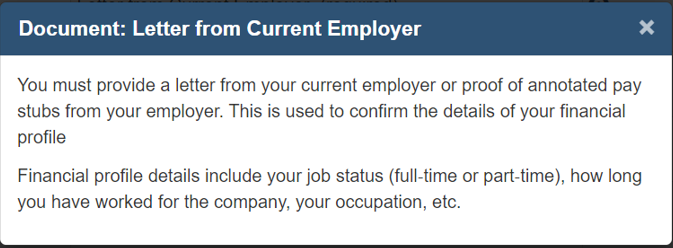 Document: Letter from Current Employer
You must provide a letter from your current employer or proof of annotated pay
stubs from your employer. This is used to confirm the details of your financial
profile
Financial profile details include your job status (full-time or part-time), how long
you have worked for the company, your occupation, etc.